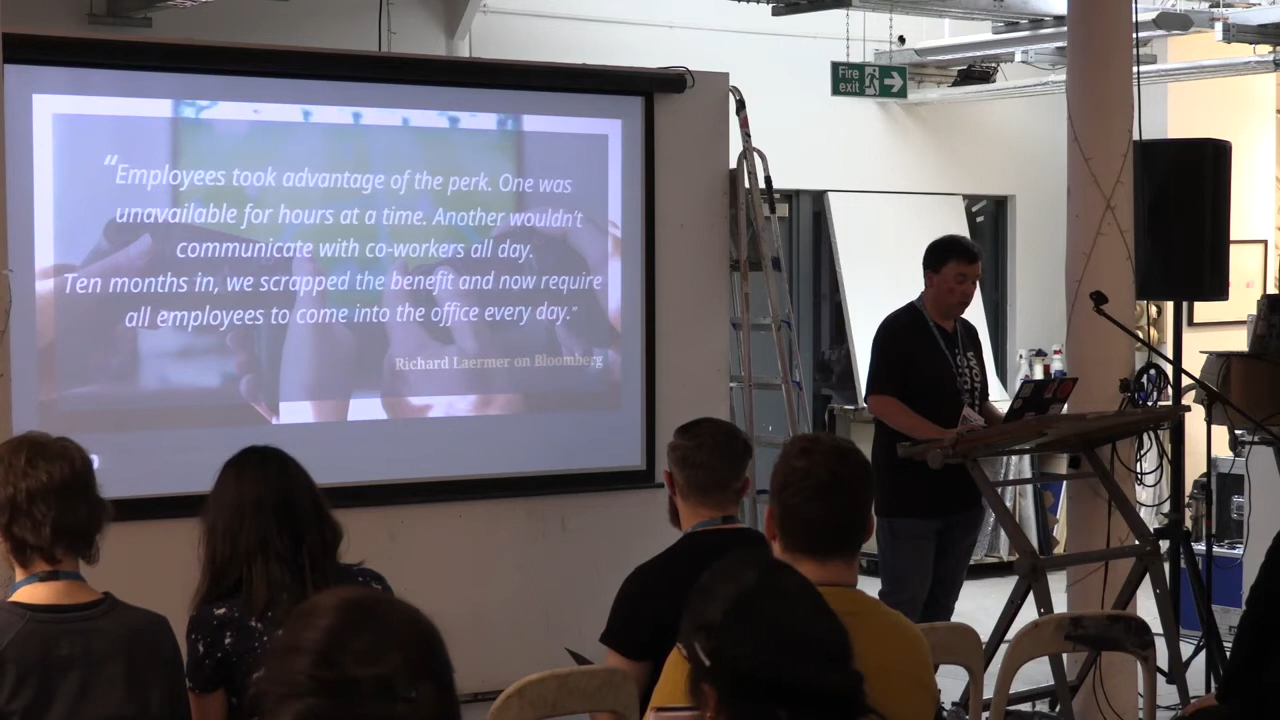 “Employees took advantage of the perk. One was
unavailable for hours at a time. Another wouldn't
communicate with co-workers all day.
Ten months in, we scrapped the benefit and now require
all employees to come into the office every day.”
Richard Laermer on Bloomberg
Fire
exit